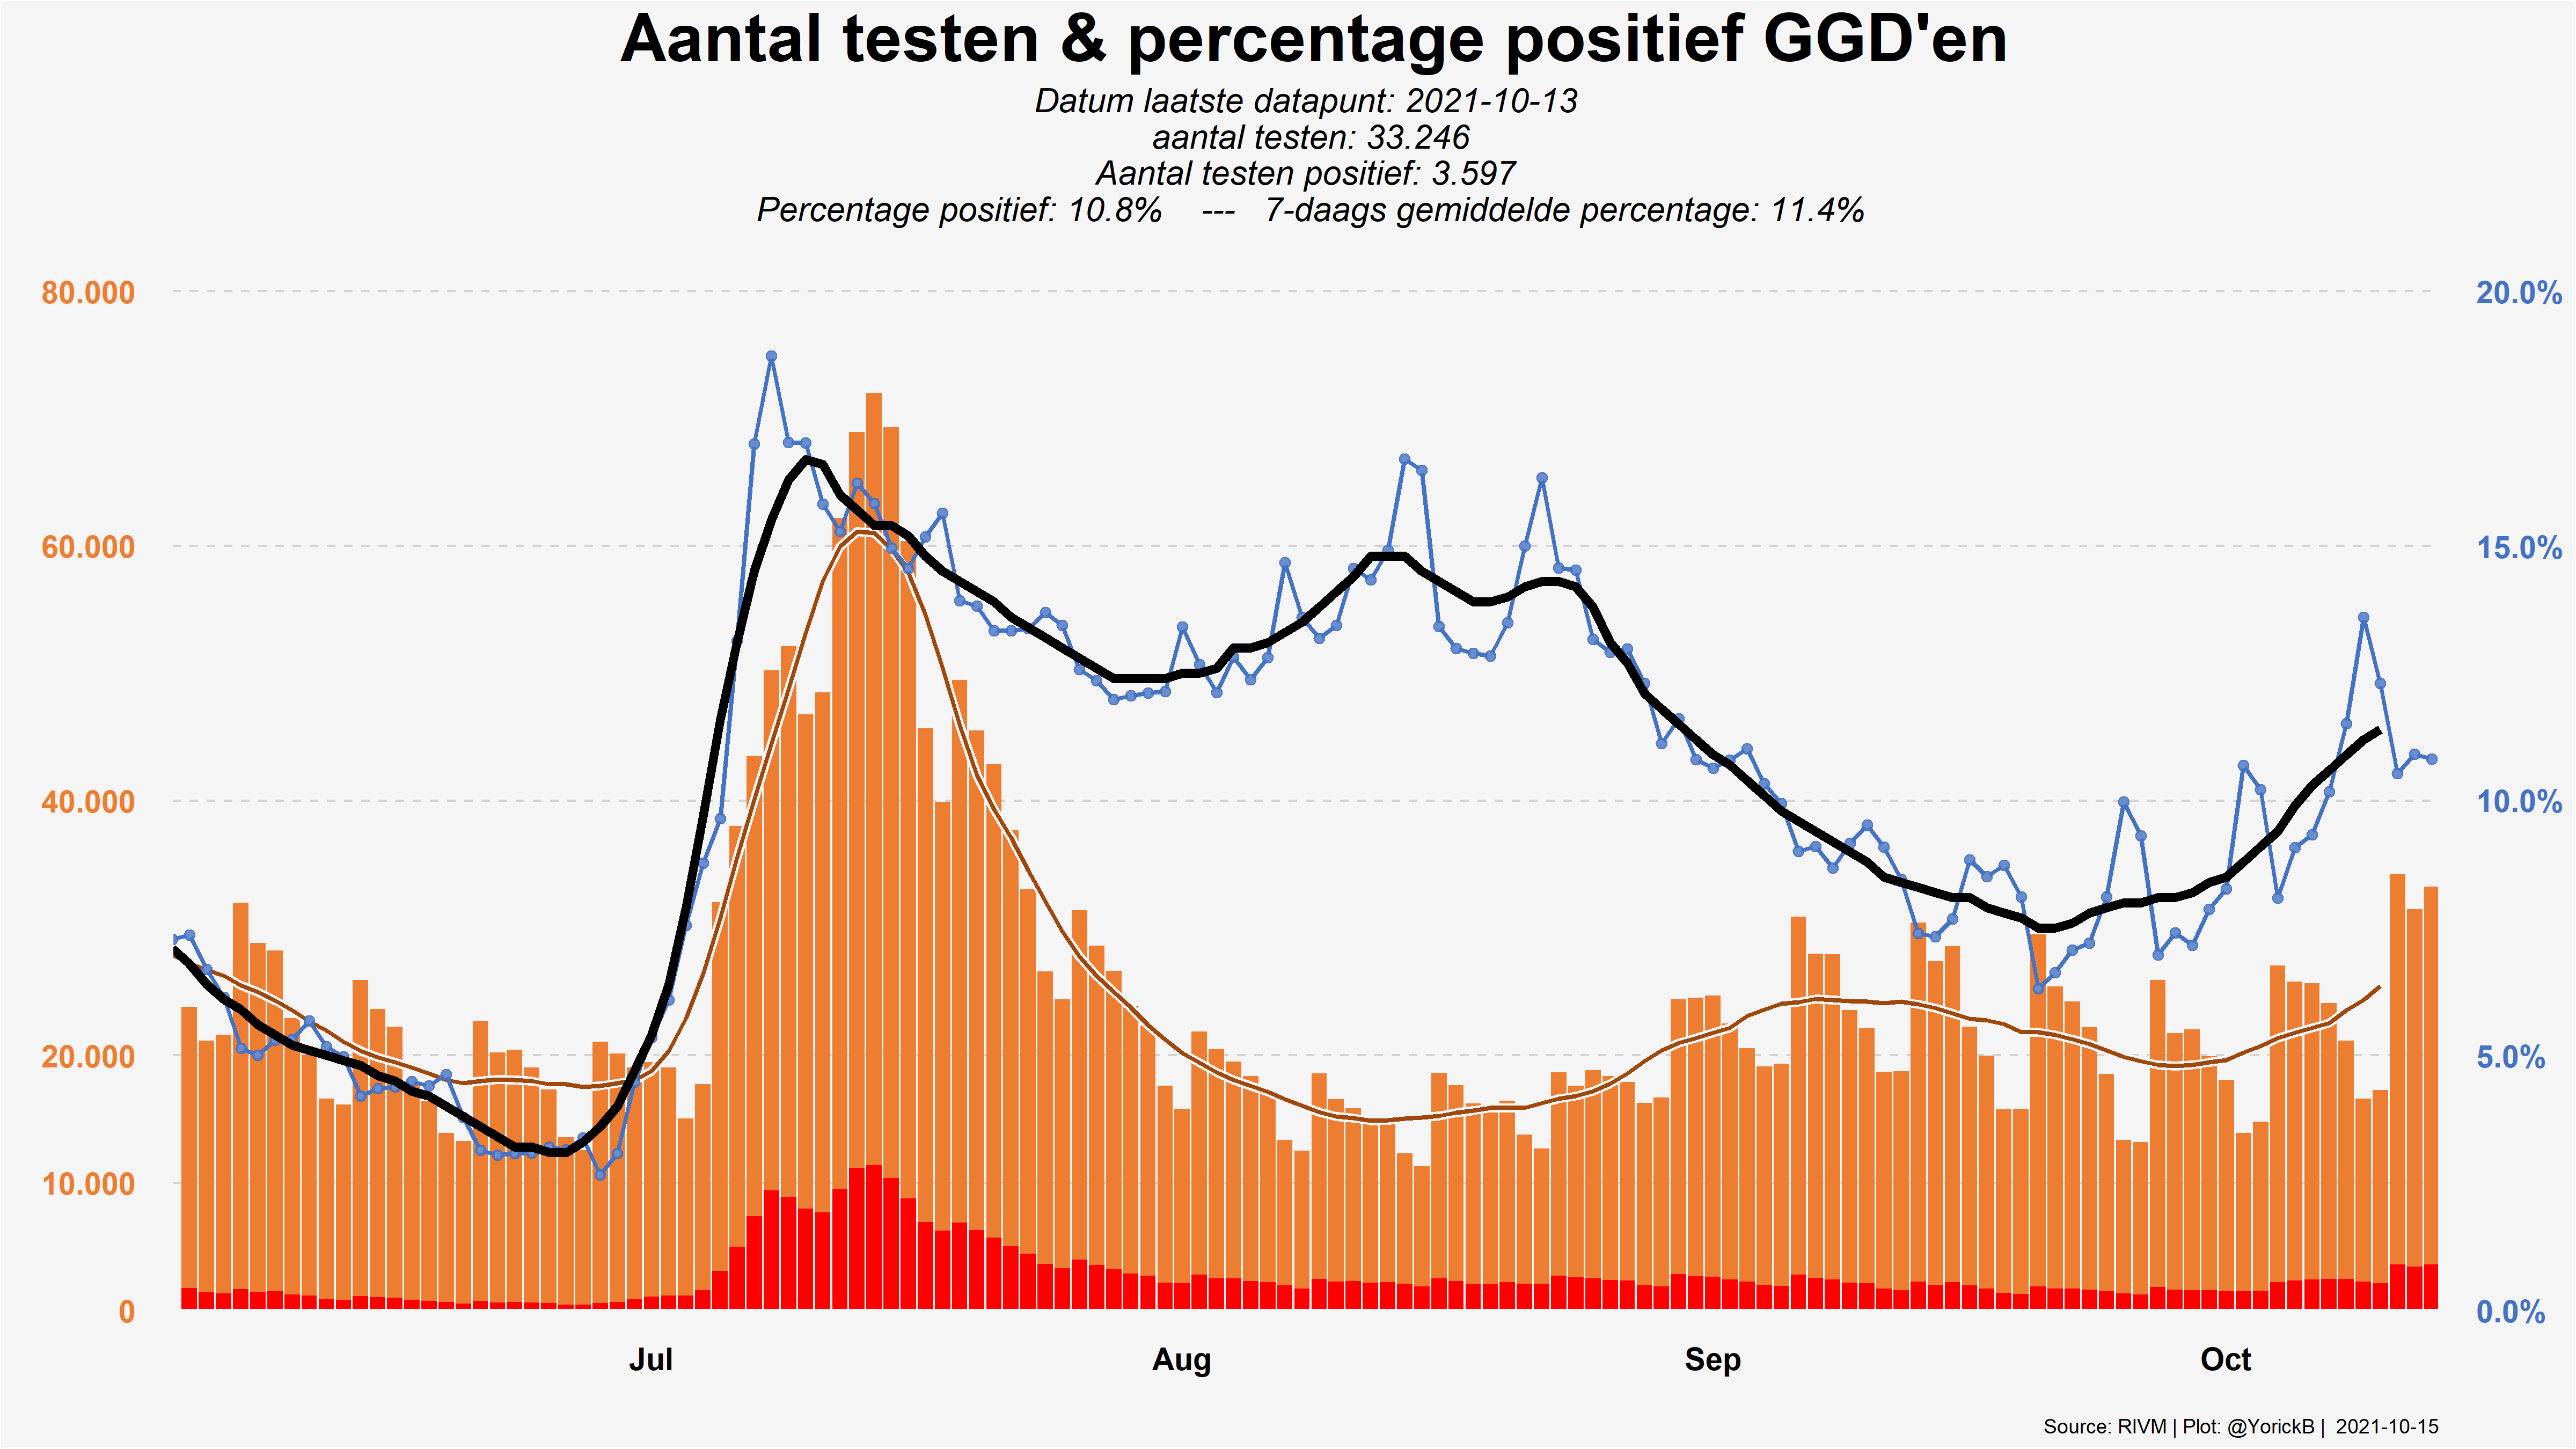 Aantal testen & percentage positief GGD'en
Datum laatste datapunt: 2021-10-13
aantal testen: 33.246
Aantal testen positief: 3.597
Percentage positief: 10.8% --- 7-daags gemiddelde percentage: 11.4%
80.000
20.0%
60.000
15.0%
40.000
10.0%
20.000
5.0%
10.000
0
0.0%
Jul
Aug
Sep
Oct
Source: RIVM | Plot: @YorickB | 2021-10-15